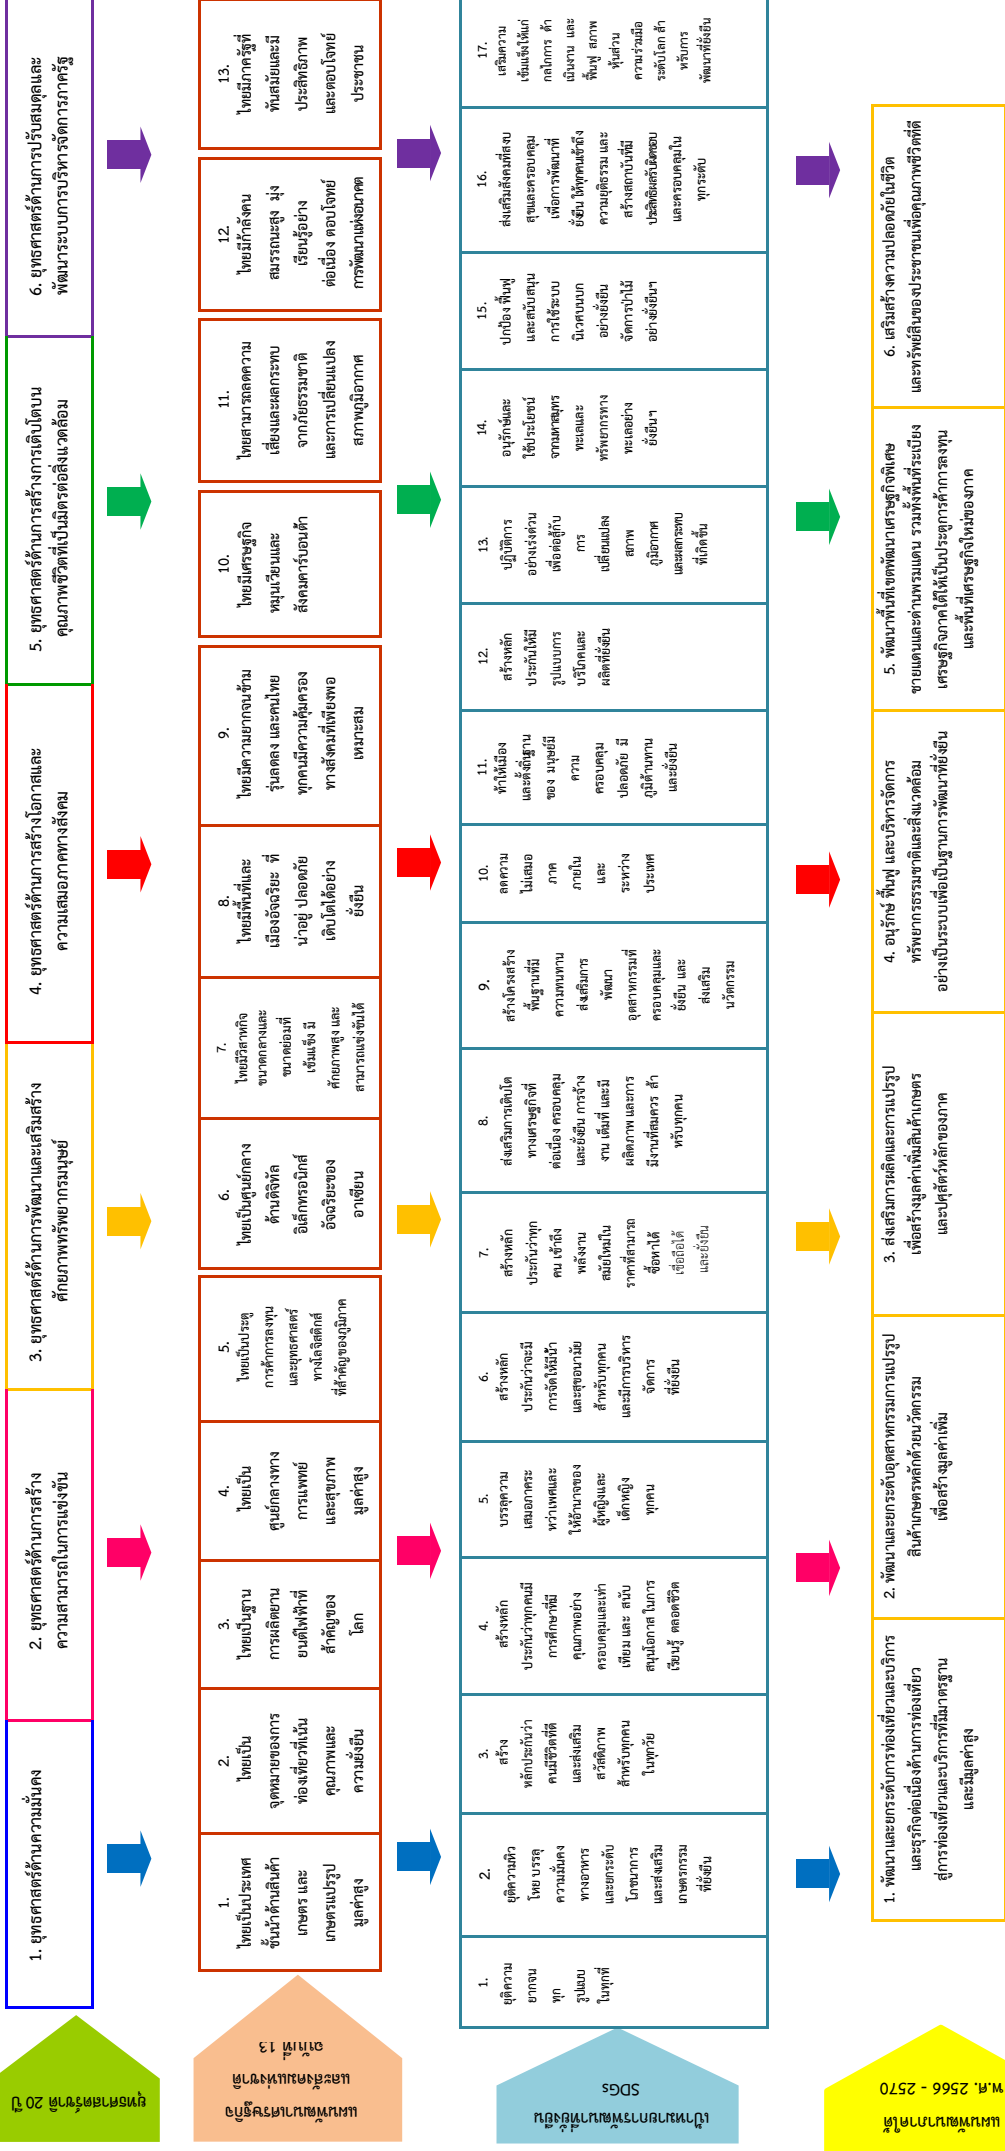 ยุทธศาสตร์ชาติ 20 ปี
1. ยุทธศาสตร์ด้านความมั่นคง
2. ยุทธศาสตร์ด้านการสร้าง
ความสามารถในการแข่งขัน
3. ยุทธศาสตร์ด้านการพัฒนาและเสริมสร้าง
ศักยภาพทรัพยากรมนุษย์
4. ยุทธศาสตร์ด้านการสร้างโอกาสและ
ความเสมอภาคทางสังคม
5. ยุทธศาสตร์ด้านการสร้างการเติบโตบน
คุณภาพชีวิตที่เป็นมิตรต่อสิ่งแวดล้อม
6. ยุทธศาสตร์ด้านการปรับสมดุลและ
พัฒนาระบบการบริหารจัดการภาครัฐ
แผนพัฒนาเศรษฐกิจ
และสังคมแห่งชาติ
ฉบับที่ 13
1.
ไทยเป็นประเทศ
ชั้นนำด้านสินค้า
เกษตร และ
เกษตรแปรรูป
มูลค่าสูง
2.
ไทยเป็น
จุดหมายของการ
ท่องเที่ยวที่เน้น
คุณภาพและ
ความยั่งยืน
3.
ไทยเป็นฐาน
การผลิตยาน
ยนต์ไฟฟ้าที่
สำคัญของ
โลก
4.
ไทยเป็น
ศูนย์กลางทาง
การแพทย์
และสุขภาพ
มูลค่าสูง
5.
ไทยเป็นประตู
การค้าการลงทุน
และยุทธศาสตร์
ทางโลจิสติกส์
ที่สำคัญของภูมิภาค
6.
ไทยเป็นศูนย์กลาง
ด้านดิจิทัล
อิเล็กทรอนิกส์
อัจฉริยะของ
อาเซียน
7.
ไทยมีวิสาหกิจ
ขนาดกลางและ
ขนาดย่อมที่
เข้มแข็ง มี
ศักยภาพสูง และ
สามารถแข่งขันได้
8.
ไทยมีพื้นที่และ
เมืองอัจฉริยะ ที่
น่าอยู่ ปลอดภัย
เติบโตได้อย่าง
ยั่งยืน
9.
ไทยมีความยากจนข้าม
รุ่นลดลง และคนไทย
ทุกคนมีความคุ้มครอง
ทางสังคมที่เพียงพอ
เหมาะสม
10.
ไทยมีเศรษฐกิจ
หมุนเวียนและ
สังคมคาร์บอนต่ำ
11.
ไทยสามารถลดความ
เสี่ยงและผลกระทบ
จากภัยธรรมชาติ
และการเปลี่ยนแปลง
สภาพภูมิอากาศ
12.
ไทยมีกำลังคน
สมรรถนะสูง มุ่ง
เรียนรู้อย่าง
ต่อเนื่อง ตอบโจทย์
การพัฒนาแห่งอนาคต
13.
ไทยมีภาครัฐที่
ทันสมัยและมี
ประสิทธิภาพ
และตอบโจทย์
ประชาชน
เป้าหมายการพัฒนาที่ยั่งยืน
SDGs
1.
ยุติความ
ยากจน
ทุก
รูปแบบ
ในทุกที่
2.
ยุติความหิว
โหย บรรลุ
ความมั่นคง
ทางอาหาร
และยกระดับ
โภชนาการ
และส่งเสริม
เกษตรกรรม
ที่ยั่งยืน
3.
สร้าง
หลักประกันว่า
คนมีชีวิตที่ดี
และส่งเสริม
สวัสดิภาพ
สำหรับทุกคน
ในทุกวัย
4.
สร้างหลัก
ประกันว่าทุกคนมี
การศึกษาที่มี
คุณภาพอย่าง
ครอบคลุมและเท่า
เทียม และ สนับ
สนุนโอกาส ในการ
เรียนรู้ ตลอดชีวิต
5.
บรรลุความ
เสมอภาคระ
หว่าเพศและ
ให้อำนาจของ
ผู้หญิงและ
เด็กหญิง
ทุกคน
6.
สร้างหลัก
ประกันว่าจะมี
การจัดให้มีน้ำ
และสุขอนามัย
สำหรับทุกคน
และมีการบริหาร
จัดการ
ที่ยั่งยืน
7.
สร้างหลัก
ประกันว่าทุก
คน เข้าถึง
พลังงาน
สมัยใหม่ใน
ราคาที่สามารถ
ซื้อหาได้
เชื่อถือได้
และยั่งยืน
8.
ส่งเสริมการเติบโต
ทางเศรษฐกิจที่
ต่อเนื่อง ครอบคลุม
และยั่งยืน การจ้าง
งาน เต็มที่ และมี
ผลิตภาพ และการ
มีงานที่สมควร สำ
หรับทุกคน
9.
สร้างโครงสร้าง
พื้นฐานที่มี
ความทนทาน
ส่งเสริมการ
พัฒนา
อุตสาหกรรมที่
ครอบคลุมและ
ยั่งยืน และ
ส่งเสริม
นวัตกรรม
10.
ลดความ
ไม่เสมอ
ภาค
ภายใน
และ
ระหว่าง
ประเทศ
11.
ทำให้เมือง
และตั้งถิ่นฐาน
ของ มนุษย์มี
ความ
ครอบคลุม
ปลอดภัย มี
ภูมิต้านทาน
และยั่งยืน
12.
สร้างหลัก
ประกันให้มี
รูปแบบการ
บริโภคและ
ผลิตที่ยั่งยืน
13.
ปฏิบัติการ
อย่างเร่งด่วน
เพื่อต่อสู้กับ
การ
เปลี่ยนแปลง
สภาพ
ภูมิอากาศ
และผลกระทบ
ที่เกิดขึ้น
14.
อนุรักษ์และ
ใช้ประโยชน์
จากมหาสมุทร
ทะเลและ
ทรัพยากรทาง
ทะเลอย่าง
ยั่งยืนฯ
15.
ปกป้อง ฟื้นฟู
และสนับสนุน
การใช้ระบบ
นิเวศบนบก
อย่างยั่งยืน
จัดการป่าไม้
อย่างยั่งยืนฯ
16.
ส่งเสริมสังคมที่สงบ
สุขและครอบคลุม
เพื่อการพัฒนาที่
ยั่งยืน ให้ทุกคนเข้าถึง
ความยุติธรรม และ
สร้างสถาบันที่มี
ประสิทธิผลรับผิดชอบ
และครอบคลุมใน
ทุกระดับ
17.
เสริมความ
เข้มแข็งให้แก่
กลไกการ ดำ
เนินงาน และ
ฟื้นฟู สภาพ
หุ้นส่วน
ความร่วมมือ
ระดับโลก สำ
หรับการ
พัฒนาที่ยั่งยืน
แผนพัฒนาภาคใต้
พ.ศ. 2566 - 2570
1. พัฒนาและยกระดับการท่องเที่ยวและบริการ
และธุรกิจต่อเนื่องด้านการท่องเที่ยว
สู่การท่องเที่ยวและบริการที่มีมาตรฐาน
และมีมูลค่าสูง
2. พัฒนาและยกระดับอุตสาหกรรมการแปรรูป
สินค้าเกษตรหลักด้วยนวัตกรรม
เพื่อสร้างมูลค่าเพิ่ม
3. ส่งเสริมการผลิตและการแปรรูป
เพื่อสร้างมูลค่าเพิ่มสินค้าเกษตร
และปศุสัตว์หลักของภาค
4. อนุรักษ์ ฟื้นฟู และบริหารจัดการ
ทรัพยากรธรรมชาติและสิ่งแวดล้อม
อย่างเป็นระบบเพื่อเป็นฐานการพัฒนาที่ยั่งยืน
5. พัฒนาพื้นที่เขตพัฒนาเศรษฐกิจพิเศษ
ชายแดนและด่านพรมแดน รวมทั้งพื้นที่ระเบียง
เศรษฐกิจภาคใต้ให้เป็นประตูการค้าการลงทุน
และพื้นที่เศรษฐกิจใหม่ของภาค
6. เสริมสร้างความปลอดภัยในชีวิต
และทรัพย์สินของประชาชนเพื่อคุณภาพชีวิตที่ดี